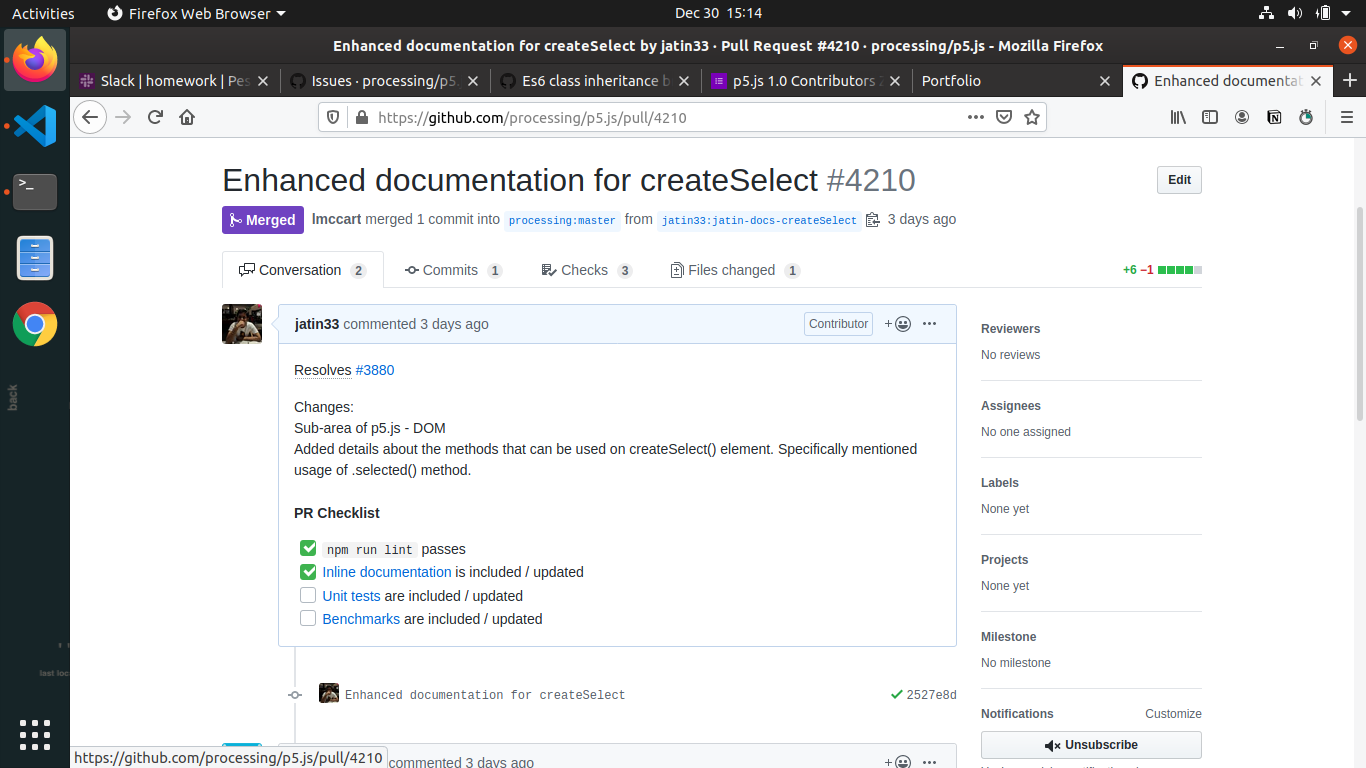 Activities
Firefox Web Browser
Dec 30 15:14
Enhanced documentation for createSelect by jatin33 · Pull Request #4210 · processing/p5.js - Mozilla Firefox
Slack | homework | Pes
Issues · processing/p5.
Es6 class inheritance b
p5.js 1.0 Contributors
Portfolio
Enhanced documentat
https://github.com/processing/p5.js/pull/4210
Enhanced documentation for createSelect #4210
Edit
Merged lmccart merged 1 commit into processing:master from jatin33:jatin-docs-createSelect 3 days ago
Conversation 2
Commits 1
Checks 3
Files changed 1
+6 −1
jatin33 commented 3 days ago
Contributor
Resolves #3880
Changes:
Sub-area of p5.js - DOM
Added details about the methods that can be used on createSelect() element. Specifically mentioned
usage of .selected() method.
PR Checklist
npm run lint passes
Inline documentation is included / updated
Unit tests are included / updated
Benchmarks are included / updated
Enhanced documentation for createSelect
2527e8d
commented 3 days ago
Reviewers
No reviews
Assignees
No one assigned
Labels
None yet
Projects
None yet
Milestone
No milestone
Notifications
Customize
Unsubscribe
back
last loc
https://github.com/processing/p5.js/pull/4210